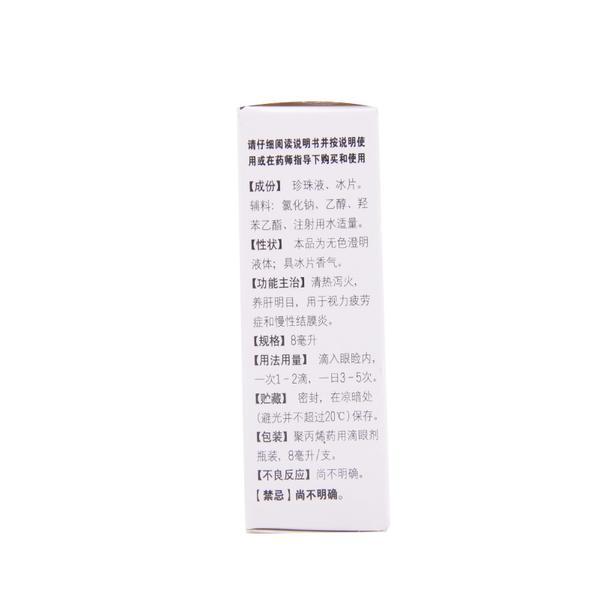 请仔细阅读说明书并按说明使
用或在药师指导下购买和使用
【成份】 珍珠液、冰片。
辅料：氯化钠、乙醇、羟
苯乙酯、注射用水适量。
【性状】 本品为无色澄明
液体；具冰片香气。
【功能主治】清热泻火，
养肝明目，用于视力疲劳
症和慢性结膜炎。
【规格】8毫升
【用法用量】 滴入眼睑内，
一次1－2滴，一日3－5次。
【贮藏】 密封，在凉暗处
(避光并不超过20℃)保存。
【包装】聚丙烯药用滴眼剂
瓶装，8毫升/支。
【不良反应】尚不明确。
【禁忌】尚不明确。